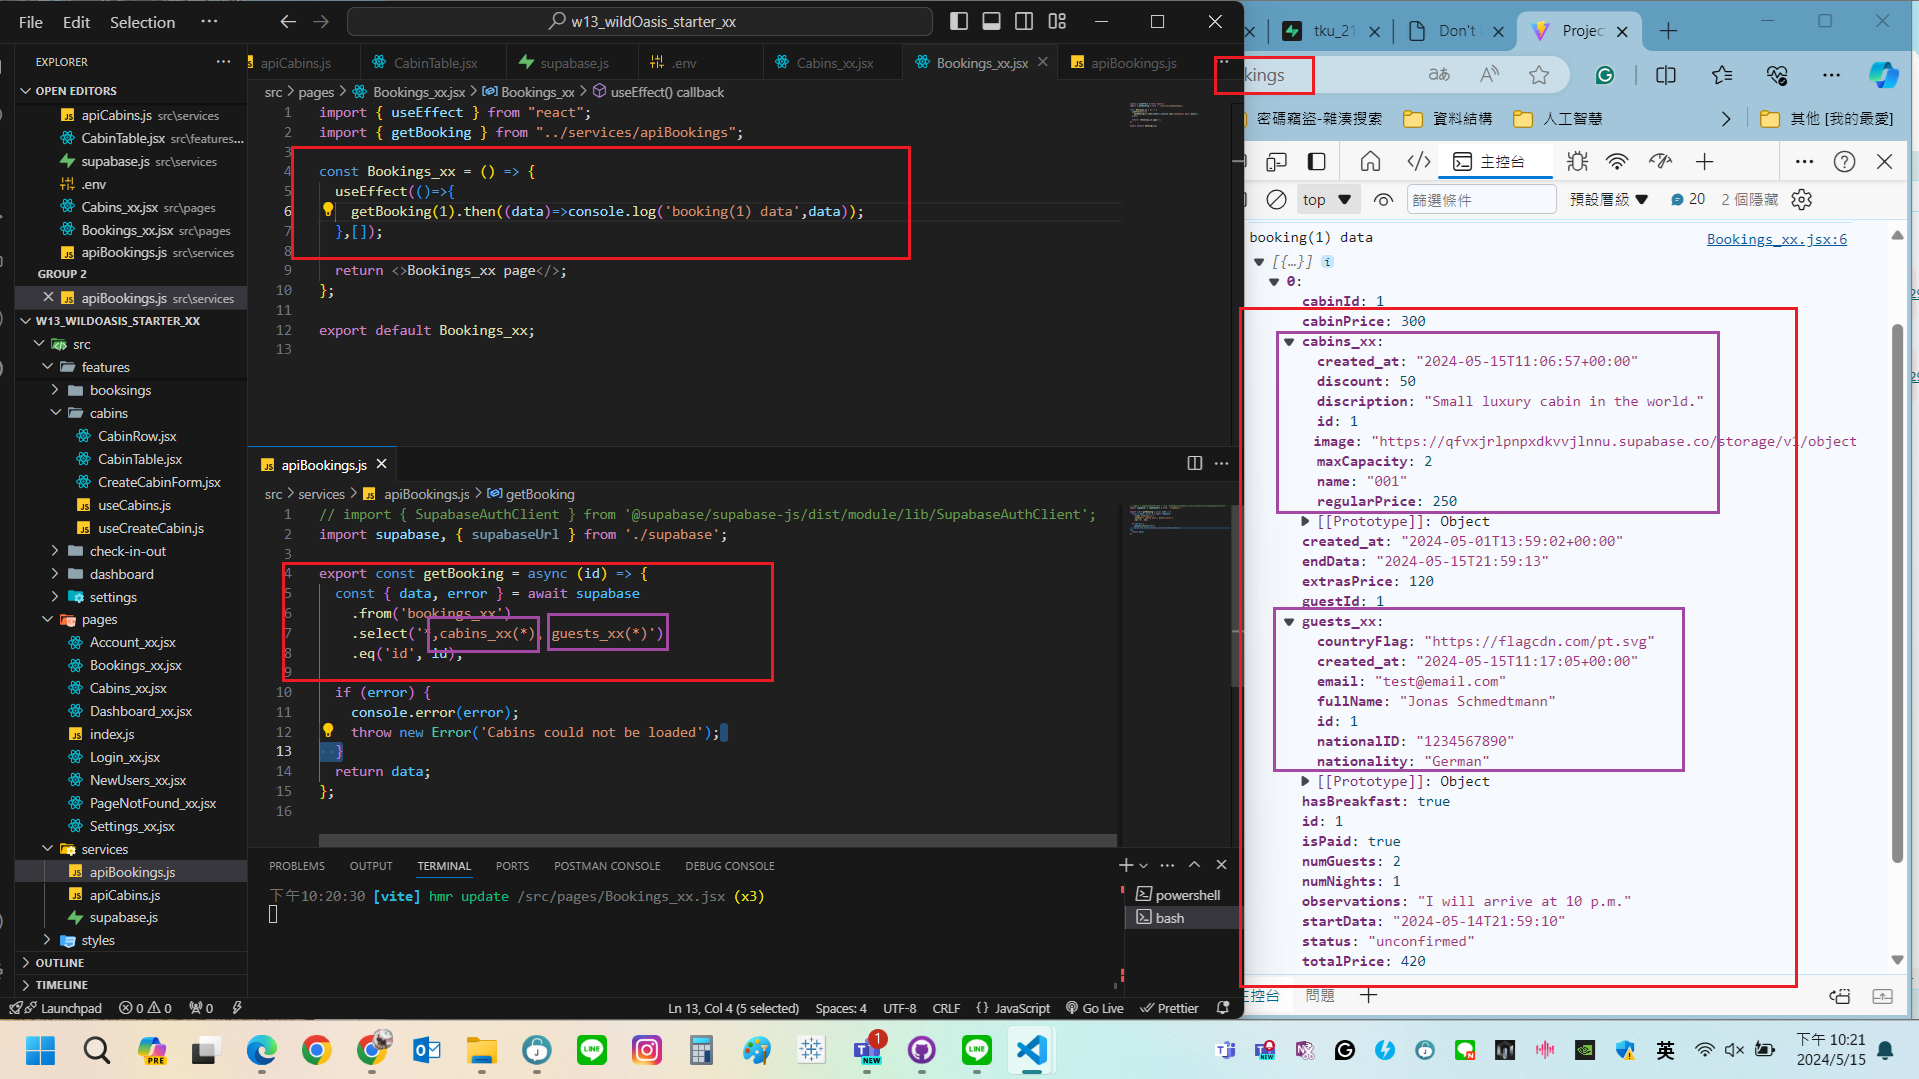 File Edit Selection ··· w13_wildOasis_starter_xx
EXPLORER
OPEN EDITORS
apiCabins.js src\services
CabinTable.jsx src\features...
supabase.js src\services
.env
Cabins_xx.jsx src\pages
Bookings_xx.jsx src\pages
apiBookings.js src\services
GROUP 2
apiBookings.js src\services
W13_WILDOASIS_STARTER_XX
src
features
booksings
cabins
CabinRow.jsx
CabinTable.jsx
CreateCabinForm.jsx
useCabins.js
useCreateCabin.js
check-in-out
dashboard
settings
pages
Account_xx.jsx
Bookings_xx.jsx
Cabins_xx.jsx
Dashboard_xx.jsx
index.js
Login_xx.jsx
NewUsers_xx.jsx
PageNotFound_xx.jsx
Settings_xx.jsx
services
apiBookings.js
apiCabins.js
supabase.js
styles
OUTLINE
TIMELINE
apiCabins.js CabinTable.jsx supabase.js .env Cabins_xx.jsx Bookings_xx.jsx apiBookings.js
src > pages > Bookings_xx.jsx > Bookings_xx > useEffect() callback
1 import { useEffect } from "react";
2 import { getBooking } from "../services/apiBookings";
3
4 const Bookings_xx = () => {
5 useEffect(()=>{
6 getBooking(1).then((data)=>console.log('booking(1) data',data));
7 },[]);
8
9 return <>Bookings_xx page</>;
10 };
11
12 export default Bookings_xx;
13
apiBookings.js
src > services > apiBookings.js > getBooking
1 // import { SupabaseAuthClient } from '@supabase/supabase-js/dist/module/lib/SupabaseAuthClient';
2 import supabase, { supabaseUrl } from './supabase';
3
4 export const getBooking = async (id) => {
5 const { data, error } = await supabase
6 .from('bookings_xx')
7 .select('*,cabins_xx(*), guests_xx(*)')
8 .eq('id', id);
9
10 if (error) {
11 console.error(error);
12 throw new Error('Cabins could not be loaded');
13 }
14 return data;
15 };
16
PROBLEMS OUTPUT TERMINAL PORTS POSTMAN CONSOLE DEBUG CONSOLE
下午10:20:30 [vite] hmr update /src/pages/Bookings_xx.jsx (x3)
powershell
bash
Launchpad 0 0 0 Ln 13, Col 4 (5 selected) Spaces: 4 UTF-8 CRLF {} JavaScript Go Live Prettier
tku_21 Don't Projec
kings
密碼竊盜-雜湊搜索 資料結構 人工智慧 其他 [我的最愛]
主控台
top 篩選條件 預設層級 20 2 個隱藏
booking(1) data Bookings_xx.jsx:6
[{…}]
0:
cabinId: 1
cabinPrice: 300
cabins_xx:
created_at: "2024-05-15T11:06:57+00:00"
discount: 50
discription: "Small luxury cabin in the world."
id: 1
image: "https://qfvxjrlpnpxdkvvjlnnu.supabase.co/storage/v1/object
maxCapacity: 2
name: "001"
regularPrice: 250
[[Prototype]]: Object
created_at: "2024-05-01T13:59:02+00:00"
endData: "2024-05-15T21:59:13"
extrasPrice: 120
guestId: 1
guests_xx:
countryFlag: "https://flagcdn.com/pt.svg"
created_at: "2024-05-15T11:17:05+00:00"
email: "test@email.com"
fullName: "Jonas Schmedtmann"
id: 1
nationalID: "1234567890"
nationality: "German"
[[Prototype]]: Object
hasBreakfast: true
id: 1
isPaid: true
numGuests: 2
numNights: 1
observations: "I will arrive at 10 p.m."
startData: "2024-05-14T21:59:10"
status: "unconfirmed"
totalPrice: 420
主控台 問題
英 下午 10:21
2024/5/15